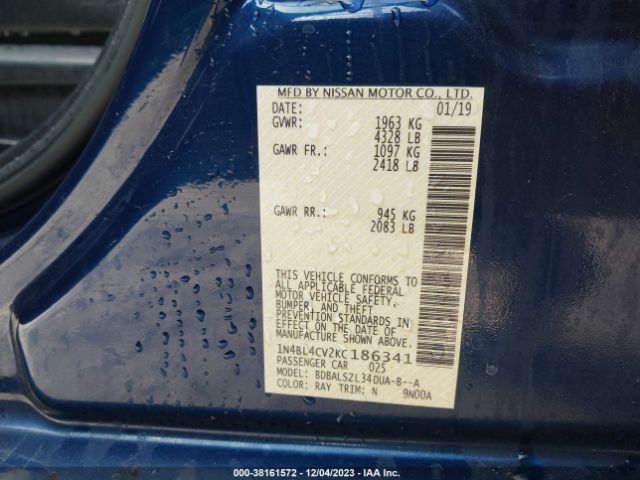 MFD BY NISSAN MOTOR CO., LTD.
DATE: 01/19
GVWR: 1963 KG
4328 LB
GAWR FR.: 1097 KG
2418 LB
GAWR RR.: 945 KG
2083 LB
THIS VEHICLE CONFORMS TO
ALL APPLICABLE FEDERAL
MOTOR VEHICLE SAFETY,
BUMPER, AND THEFT
PREVENTION STANDARDS IN
EFFECT ON THE DATE OF
MANUFACTURE SHOWN ABOVE.
1N4BL4CV2KC186341
PASSENGER CAR 025
MODEL: BDBALSZL34DUA-B--A
COLOR: RAY TRIM: N 9N00A
000-38161572 - 12/04/2023 - IAA Inc.